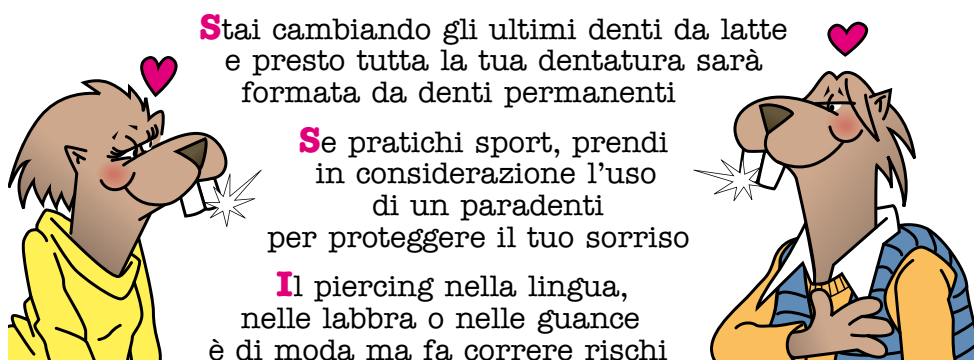 Stai cambiando gli ultimi denti da latte
e presto tutta la tua dentatura sarà
formata da denti permanenti
Se pratichi sport, prendi
in considerazione l'uso
di un paradenti
per proteggere il tuo sorriso
Il piercing nella lingua,
nelle labbra o nelle guance
è di moda ma fa correre rischi